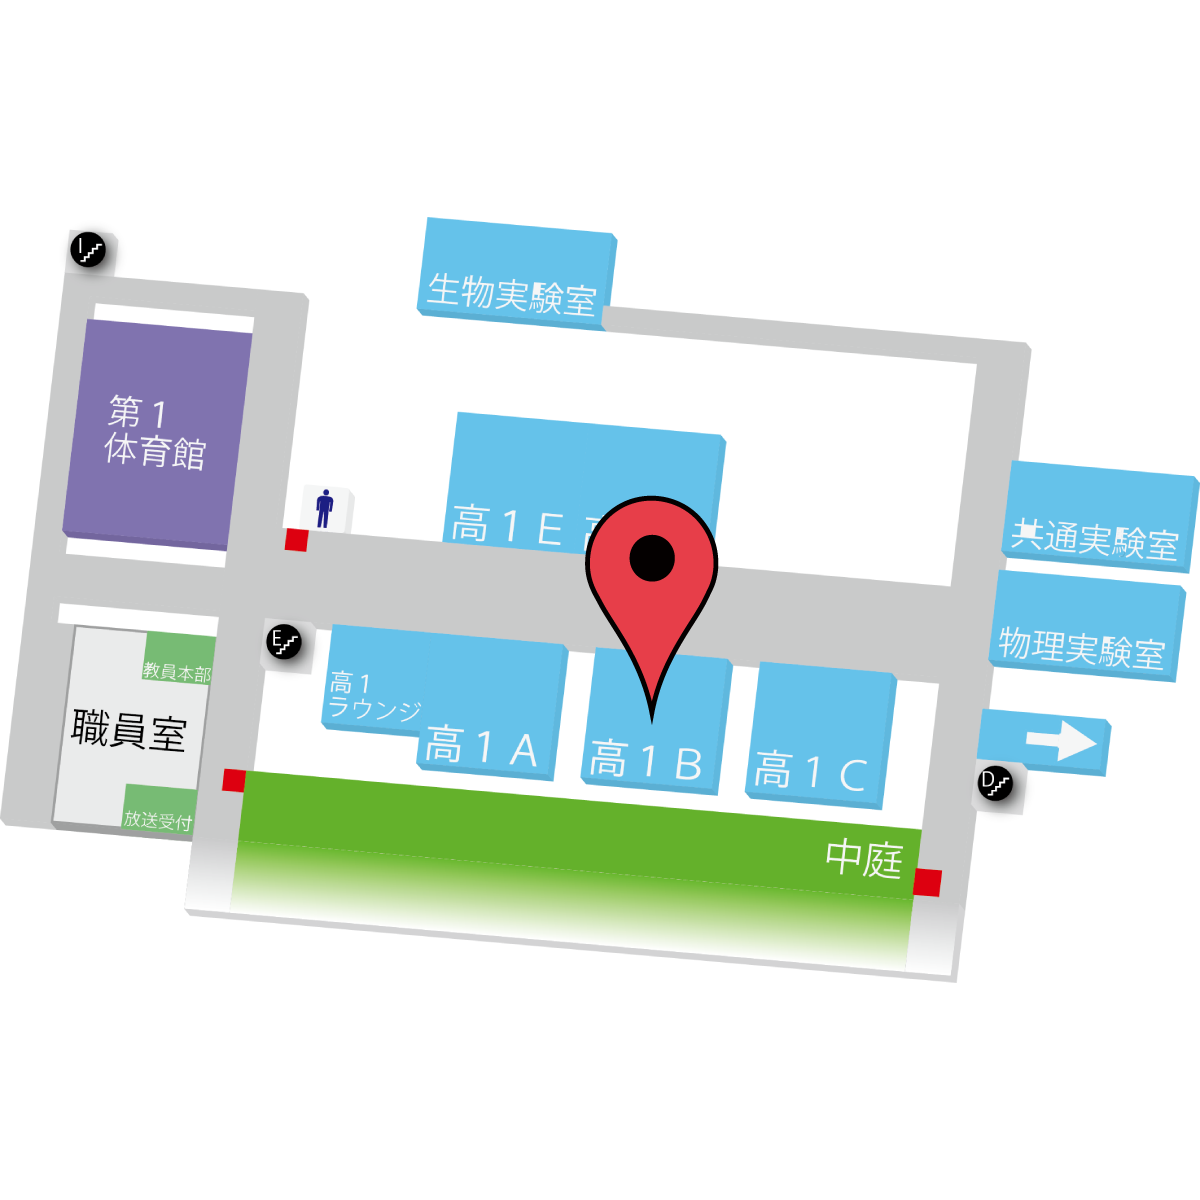 I
生物実験室
第1
体育館
高1E
共通実験室
物理実験室
E
教員本部
職員室
放送受付
高1
ラウンジ
高1A
高1B
高1C
D
中庭